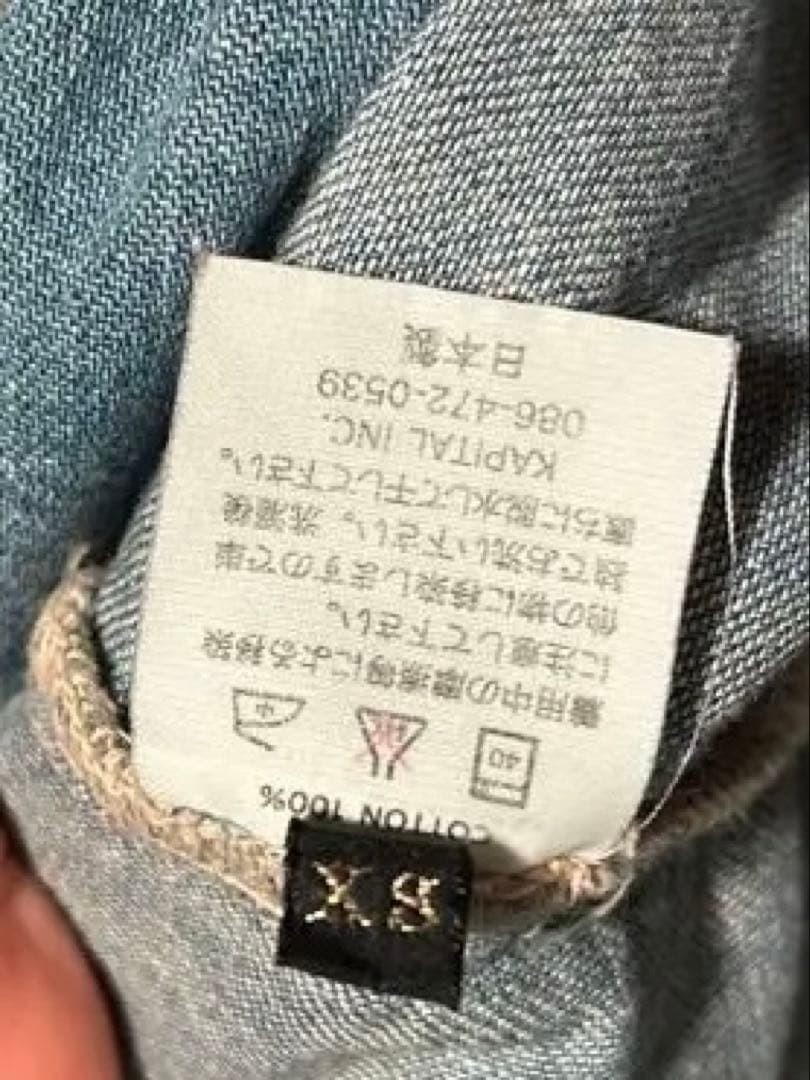 XS
COTTON 100%
40 中
着用中の摩擦等による移染
に注意して下さい。
他の物に移染しますので単
独でお洗い下さい。洗濯後
直ちに脱水して干して下さい。
KAPITAL INC.
086-472-0539
日本製